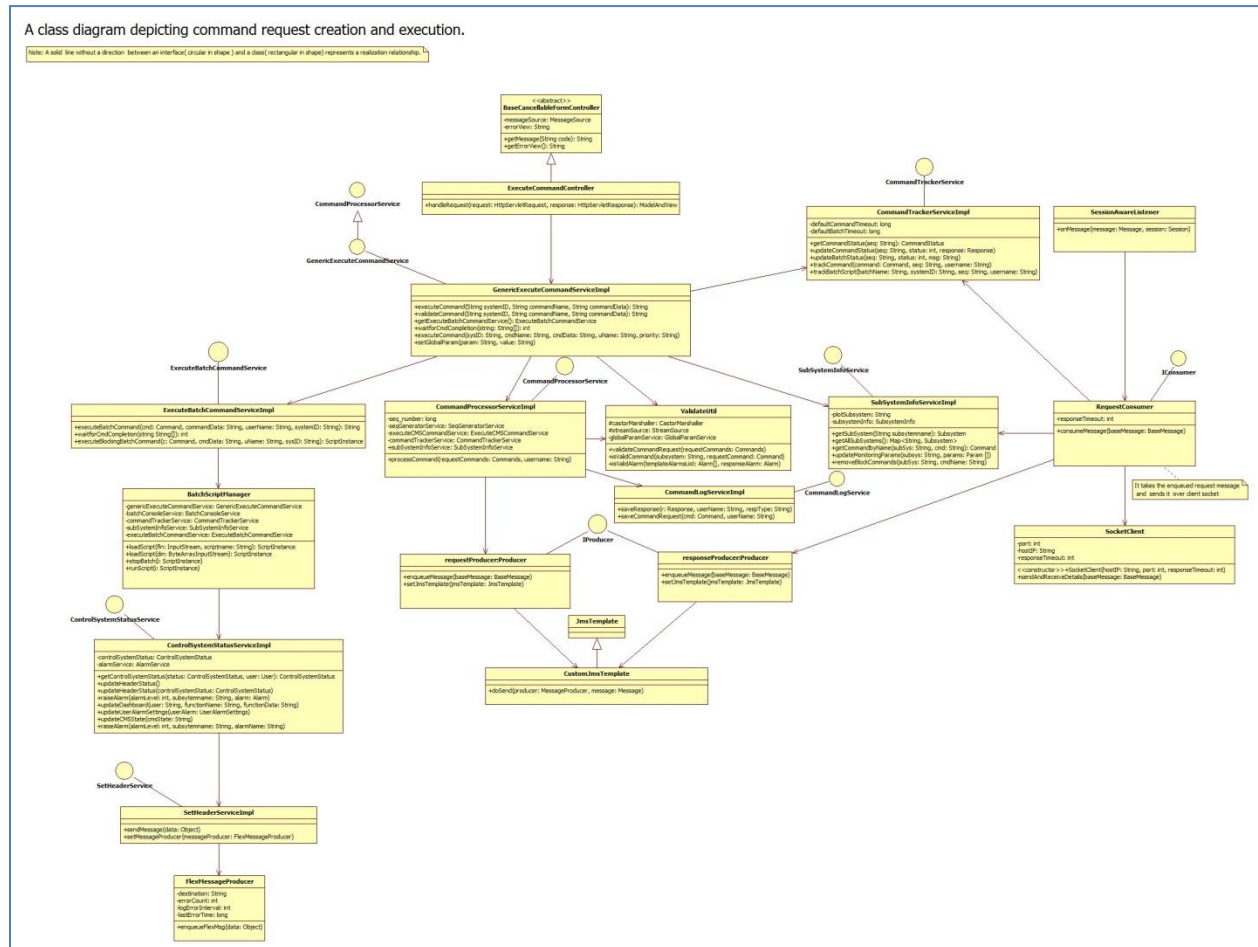 A class diagram depicting command request creation and execution.
Note: A solid line without a direction between an interface( circular in shape ) and a class( rectangular in shape) represents a realization relationship.
<<abstract>>
BaseCancellableFormController
-messageSource: MessageSource
-errorView: String
+getMessage(String code): String
+getErrorView(): String
ExecuteCommandController
+handleRequest(request: HttpServletRequest, response: HttpServletResponse): ModelAndView
CommandProcessorService
GenericExecuteCommandService
CommandTrackerService
CommandTrackerServiceImpl
-defaultCommandTimeout: long
-defaultBatchTimeout: long
+getCommandStatus(seq: String): CommandStatus
+updateCommandStatus(seq: String, status: int, response: Response)
+updateBatchStatus(seq: String, status: int, msg: String)
+trackCommand(command: Command, seq: String, username: String)
+trackBatchScript(batchName: String, systemID: String, seq: String, username: String)
SessionAwareListener
+onMessage(message: Message, session: Session)
GenericExecuteCommandServiceImpl
+executeCommand(String systemID, String commandName, String commandData): String
+validateCommand(String systemID, String commandName, String commandData): String
+getExecuteBatchCommandService(): ExecuteBatchCommandService
+waitforCmdCompletion(string: String[]): int
+executeCommand(sysID: String, cmdName: String, cmdData: String, uName: String, priority: String)
+setGlobalParam(param: String, value: String)
ExecuteBatchCommandService
ExecuteBatchCommandServiceImpl
+executeBatchCommand(cmd: Command, commandData: String, userName: String, systemID: String): String
+waitforCmdCompletion(string String[]): int
+executeBlockingBatchCommand(c: Command, cmdData: String, uName: String, sysID: String): ScriptInstance
CommandProcessorService
CommandProcessorServiceImpl
-seq_number: long
-seqGeneratorService: SeqGeneratorService
-executeCMSCommandService: ExecuteCMSCommandService
-commandTrackerService: CommandTrackerService
-subSystemInfoService: SubSystemInfoService
+processCommand(requestCommands: Commands, username: String)
ValidateUtil
#castorMarshaller: CastorMarshaller
#streamSource: StreamSource
-globalParamService: GlobalParamService
+validateCommandRequest(requestCommands: Commands)
+isValidCommand(subsystem: String, requestCommand: Command)
+isValidAlarm(templateAlarmsList: Alarm[], responseAlarm: Alarm)
SubSystemInfoService
SubSystemInfoServiceImpl
-plotSubsystem: String
-subsystemInfo: SubsystemInfo
+getSubSystem(String subsytemname): Subsystem
+getAllSubSystems(): Map<String, Subsystem>
+getCommandbyName(subSys: String, cmd: String): Command
+updateMonitoringParams(subsys: String, params: Param [])
+removeBlockCommands(subSys: String, cmdName: String)
IConsumer
RequestConsumer
-responseTimeout: int
+consumeMessage(baseMessage: BaseMessage)
It takes the enqueued request message
and sends it over client socket
CommandLogServiceImpl
+saveResponse(r: Response, userName: String, respType: String)
+saveCommandRequest(cmd: Command, userName: String)
CommandLogService
BatchScriptManager
-genericExecuteCommandService: GenericExecuteCommandService
-batchConsoleService: BatchConsoleService
-commandTrackerService: CommandTrackerService
-subSystemInfoService: SubSystemInfoService
-executeBatchCommandService: ExecuteBatchCommandService
+loadScript(fin: InputStream, scriptname: String): ScriptInstance
+loadScript(din: ByteArrayInputStream): ScriptInstance
+stopBatch(i: ScriptInstance)
+runScript(i: ScriptInstance)
IProducer
requestProducer:Producer
+enqueueMessage(baseMessage: BaseMessage)
+setJmsTemplate(jmsTemplate: JmsTemplate)
responseProducer:Producer
+enqueueMessage(baseMessage: BaseMessage)
+setJmsTemplate(jmsTemplate: JmsTemplate)
SocketClient
-port: int
-hostIP: String
-responseTimeout: int
<<constructor>>+SocketClient(hostIP: String, port: int, responseTimeout: int)
+sendAndReceiveDetails(baseMessage: BaseMessage)
JmsTemplate
CustomJmsTemplate
+doSend(producer: MessageProducer, message: Message)
ControlSystemStatusService
ControlSystemStatusServiceImpl
-controlSystemStatus: ControlSystemStatus
-alarmService: AlarmService
+getControlSystemStatus(status: ControlSystemStatus, user: User): ControlSystemStatus
+updateHeaderStatus()
+updateHeaderStatus(controlSystemStatus: ControlSystemStatus)
+raiseAlarm(alarmLevel: int, subsytemname: String, alarm: Alarm)
+updateDashboard(user: String, functionName: String, functionData: String)
+updateUserAlarmSettings(userAlarm: UserAlarmSettings)
+updateCMSState(cmsState: String)
+raiseAlarm(alarmLevel: int, subsytemname: String, alarmName: String)
SetHeaderService
SetHeaderServiceImpl
+sendMessage(data: Object)
+setMessageProducer(messageProducer: FlexMessageProducer)
FlexMessageProducer
-destination: String
-errorCount: int
-logErrorInterval: int
-lastErrorTime: long
+enqueueFlexMsg(data: Object)